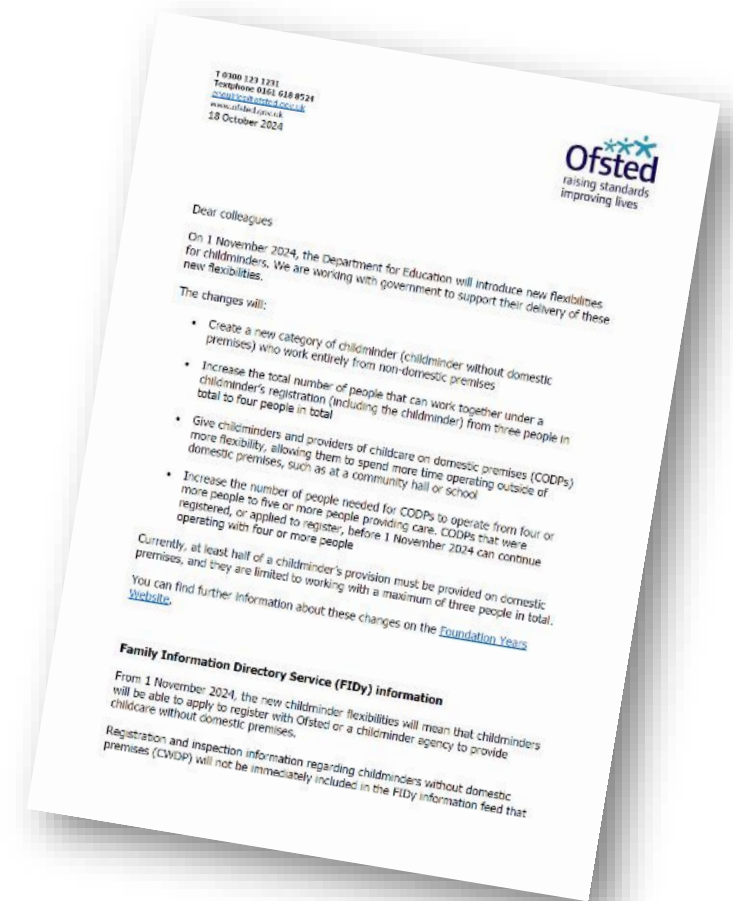 T 0300 123 1231
Textphone 0161 618 8524
enquiries@ofsted.gov.uk
www.ofsted.gov.uk
18 October 2024
Ofsted
raising standards
improving lives
Dear colleagues
On 1 November 2024, the Department for Education will introduce new flexibilities
for childminders. We are working with government to support their delivery of these
new flexibilities.
The changes will:
• Create a new category of childminder (childminder without domestic
premises) who work entirely from non-domestic premises
• Increase the total number of people that can work together under a
childminder's registration (including the childminder) from three people in
total to four people in total
• Give childminders and providers of childcare on domestic premises (CODPs)
more flexibility, allowing them to spend more time operating outside of
domestic premises, such as at a community hall or school
• Increase the number of people needed for CODPs to operate from four or
more people to five or more people providing care. CODPs that were
registered, or applied to register, before 1 November 2024 can continue
operating with four or more people
Currently, at least half of a childminder's provision must be provided on domestic
premises, and they are limited to working with a maximum of three people in total.
You can find further information about these changes on the Foundation Years
Website.
Family Information Directory Service (FIDy) information
From 1 November 2024, the new childminder flexibilities will mean that childminders
will be able to apply to register with Ofsted or a childminder agency to provide
childcare without domestic premises.
Registration and inspection information regarding childminders without domestic
premises (CWDP) will not be immediately included in the FIDy information feed that